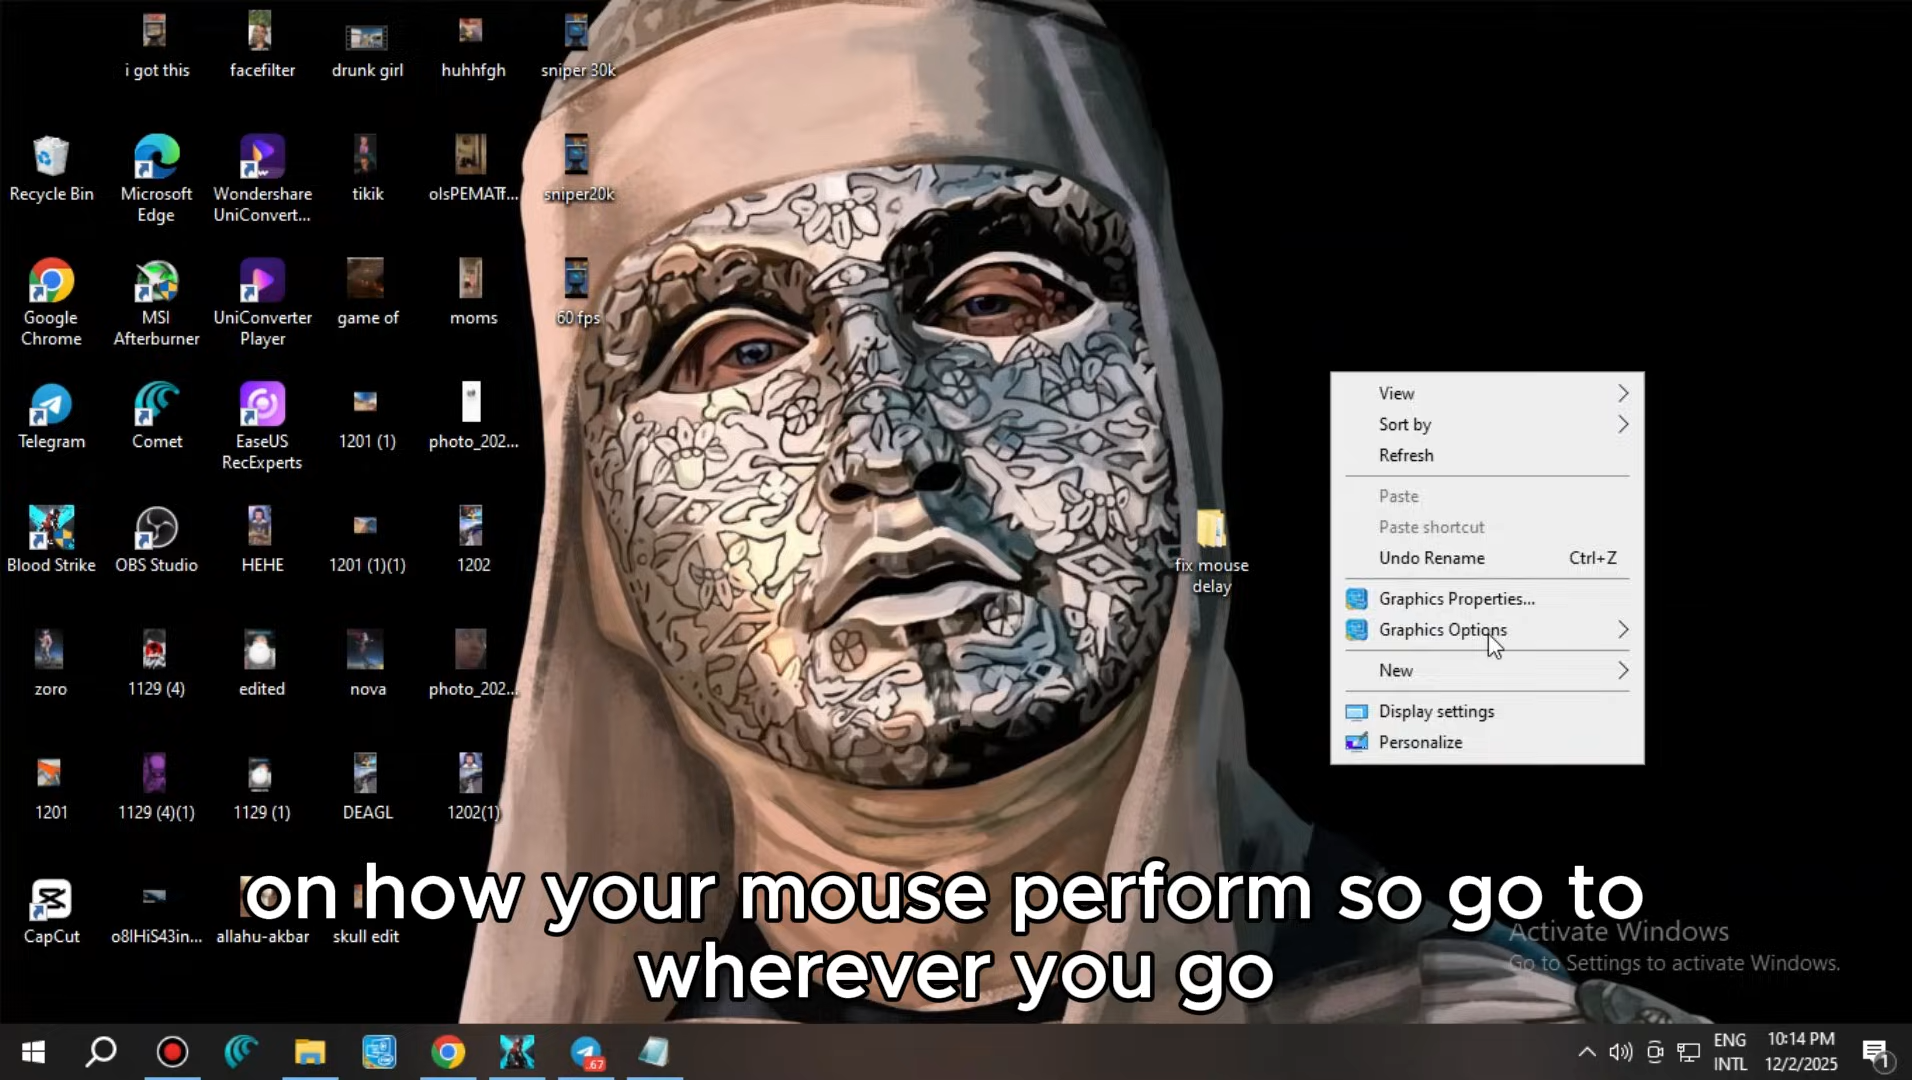 i got this
facefilter
drunk girl
huhhfgh
sniper 30k
Recycle Bin
Microsoft
Edge
Wondershare
UniConvert...
tikik
sniper20k
Google
Chrome
MSI
Afterburner
UniConverter
Player
game of
moms
60 fps
Telegram
Comet
EaseUS
RecExperts
1201 (1)
photo_202...
Blood Strike
OBS Studio
HEHE
1201 (1)(1)
1202
fix mouse
delay
zoro
1129 (4)
edited
nova
photo_202...
1201
1129 (4)(1)
1129 (1)
DEAGL
1202(1)
CapCut
allahu-akbar
skull edit
View
Sort by
Refresh
Paste
Paste shortcut
Undo Rename Ctrl+Z
Graphics Properties...
Graphics Options
New
Display settings
Personalize
on how your mouse perform so go to
wherever you go
Activate Windows
Go to Settings to activate Windows.
.67
ENG
INTL
10:14 PM
12/2/2025
1